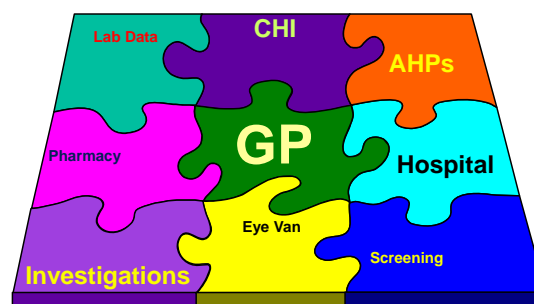 Lab Data
CHI
AHPs
Pharmacy
GP
Hospital
Investigations
Eye Van
Screening